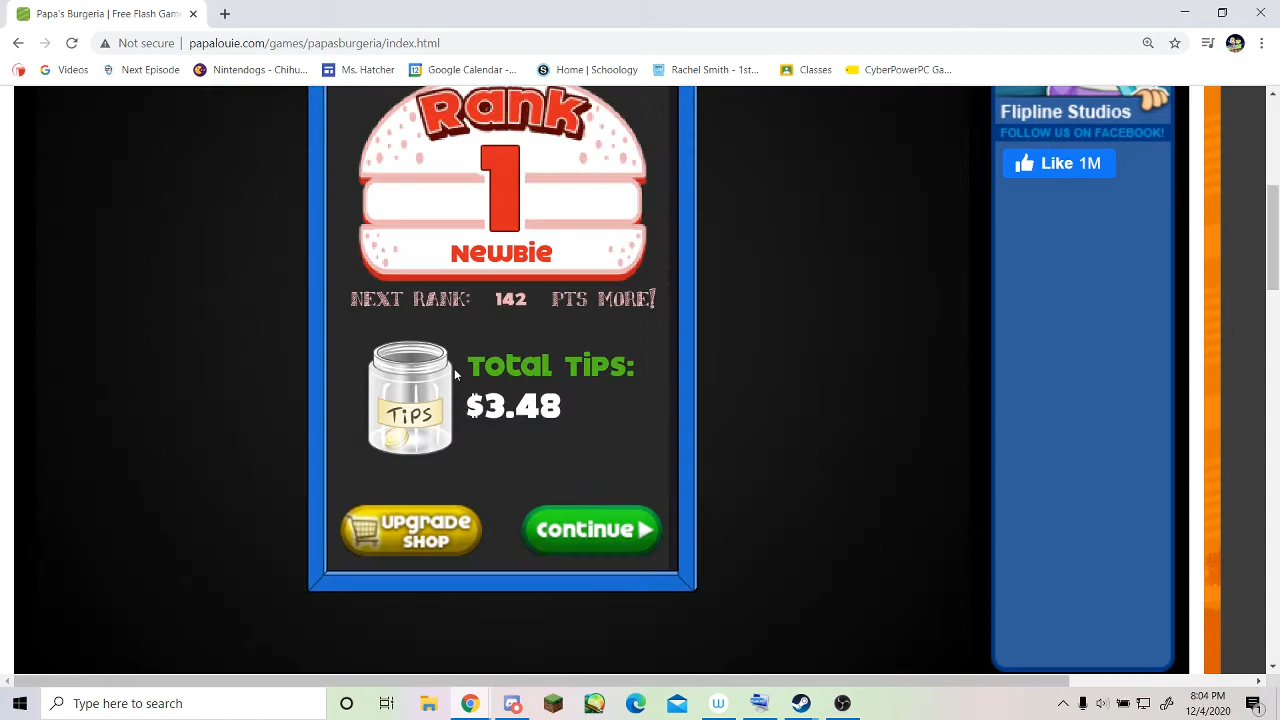 Papa's Burgeria | Free Flash Gam
Not secure | papalouie.com/games/papasburgeria/index.html
Videos Next Episode Nintendogs - Chihu... Ms. Hatcher Google Calendar -... Home | Schoology Rachel Smith - 1st... Classes CyberPowerPC Ga...
Rank
1
Newbie
NEXT RANK: 142 PTS MORE!
Tips
Total Tips:
$3.48
Upgrade
Shop
Continue
Flipline Studios
FOLLOW US ON FACEBOOK!
Like 1M
Type here to search
8:04 PM
12/4/2020
1